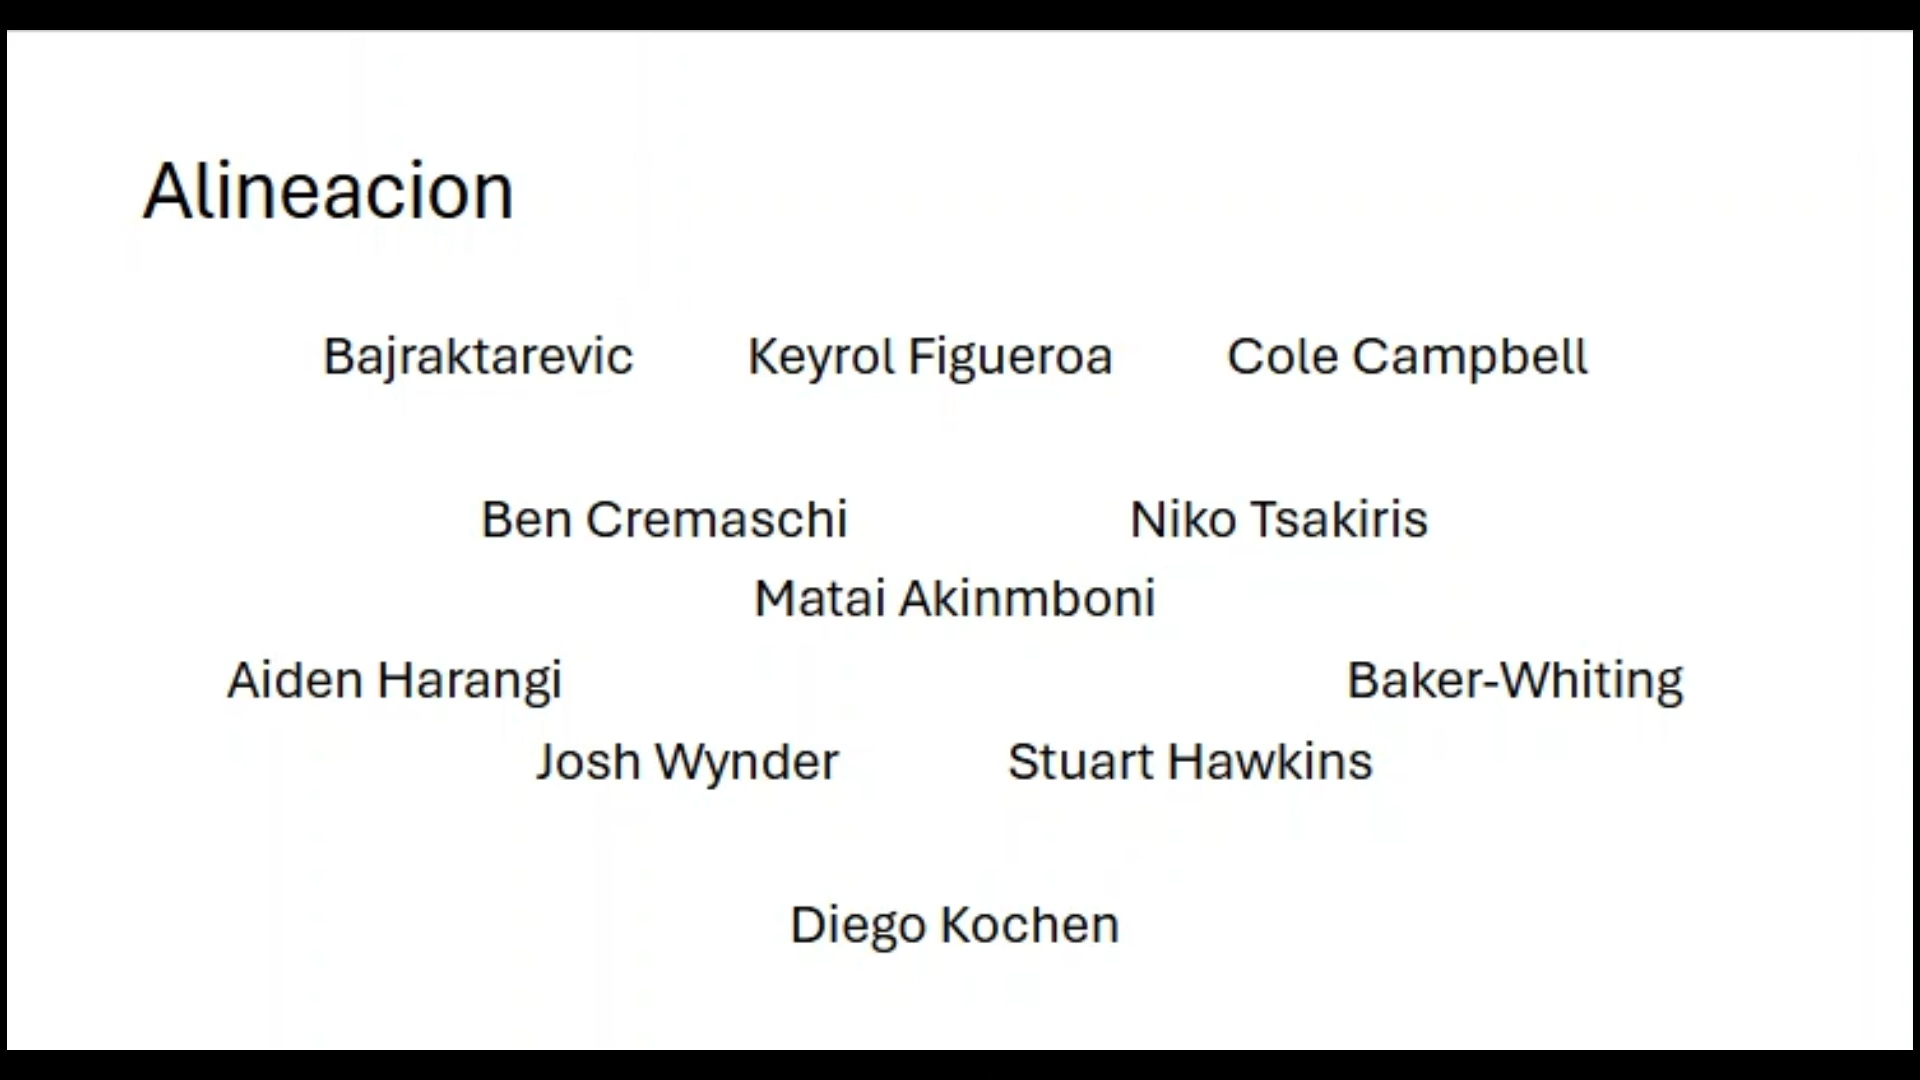 Alineacion
Bajraktarevic Keyrol Figueroa Cole Campbell
Ben Cremaschi Niko Tsakiris
Matai Akinmboni
Aiden Harangi Baker-Whiting
Josh Wynder Stuart Hawkins
Diego Kochen